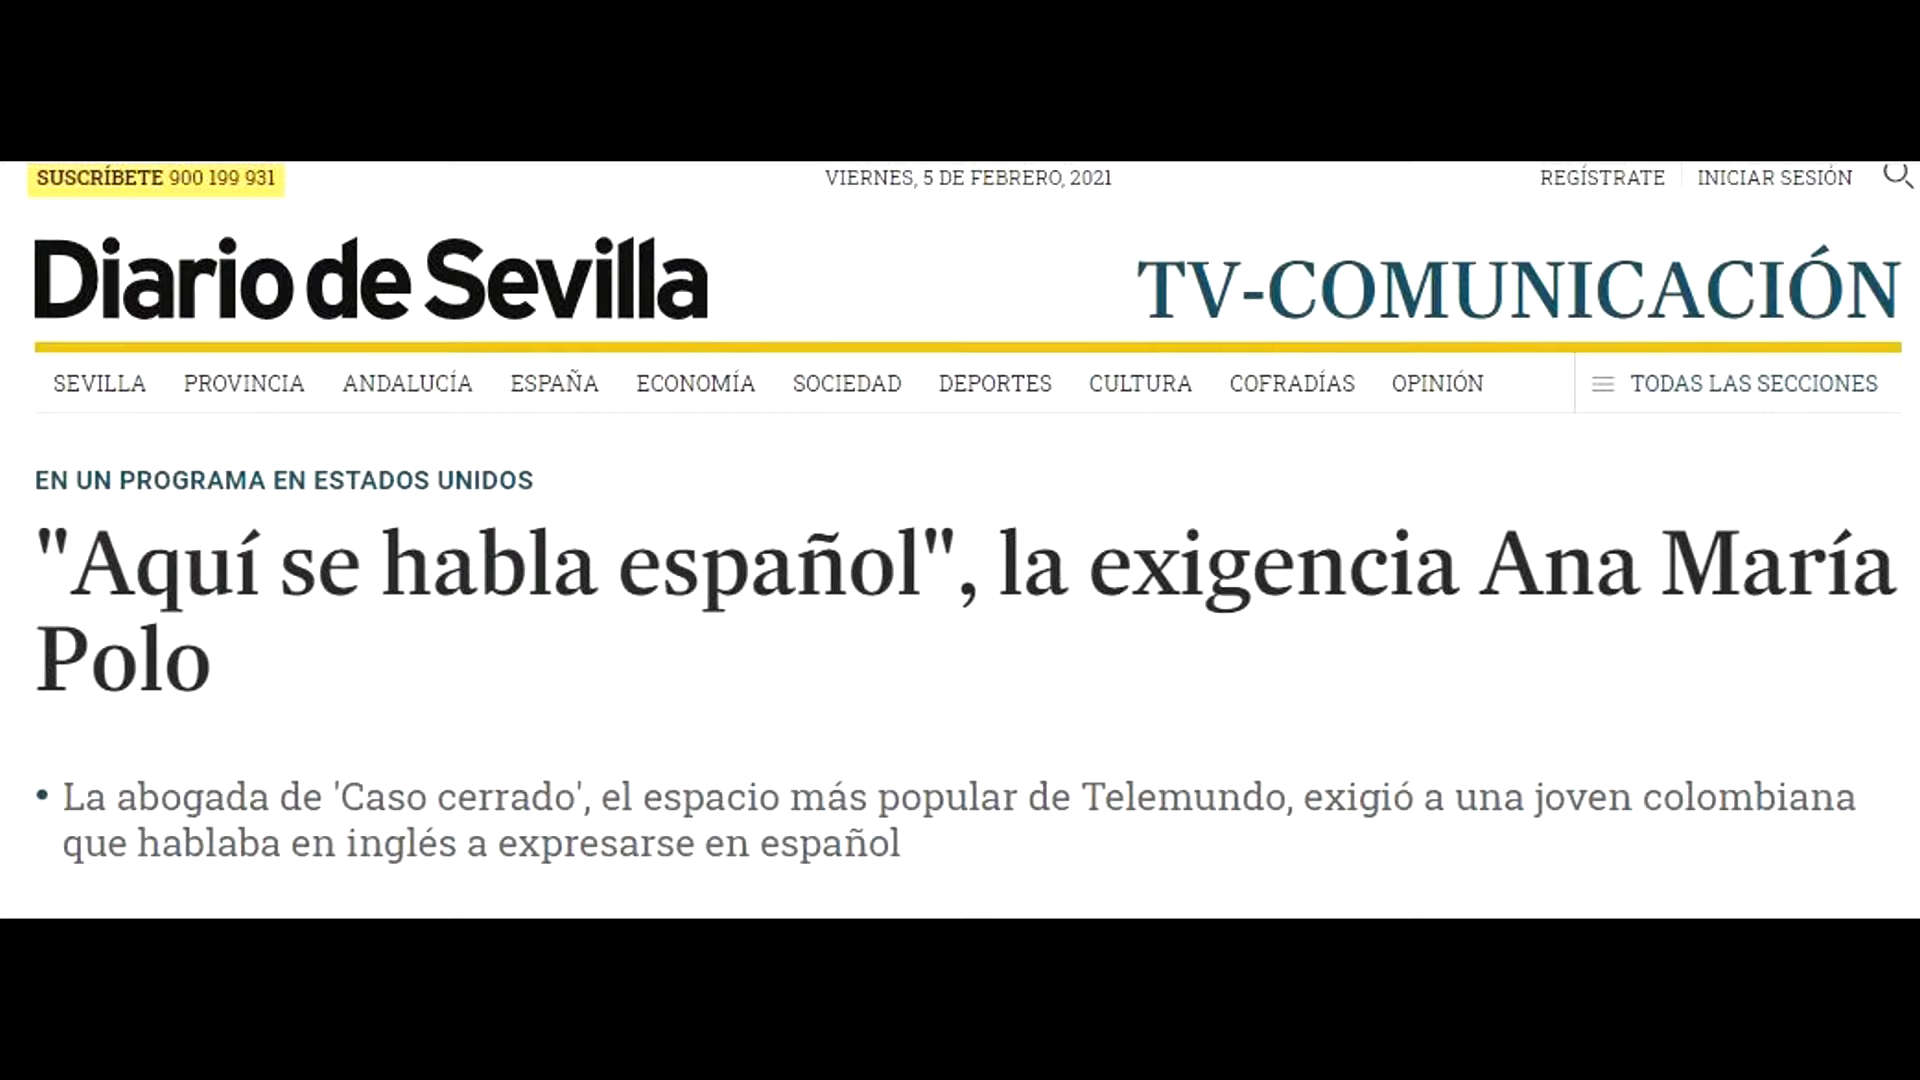 SUSCRÍBETE 900 199 931
VIERNES, 5 DE FEBRERO, 2021
REGÍSTRATE
INICIAR SESIÓN
Diario de Sevilla
TV-COMUNICACIÓN
SEVILLA PROVINCIA ANDALUCÍA ESPAÑA ECONOMÍA SOCIEDAD DEPORTES CULTURA COFRADÍAS OPINIÓN TODAS LAS SECCIONES
EN UN PROGRAMA EN ESTADOS UNIDOS
"Aquí se habla español", la exigencia Ana María
Polo
• La abogada de 'Caso cerrado', el espacio más popular de Telemundo, exigió a una joven colombiana
que hablaba en inglés a expresarse en español